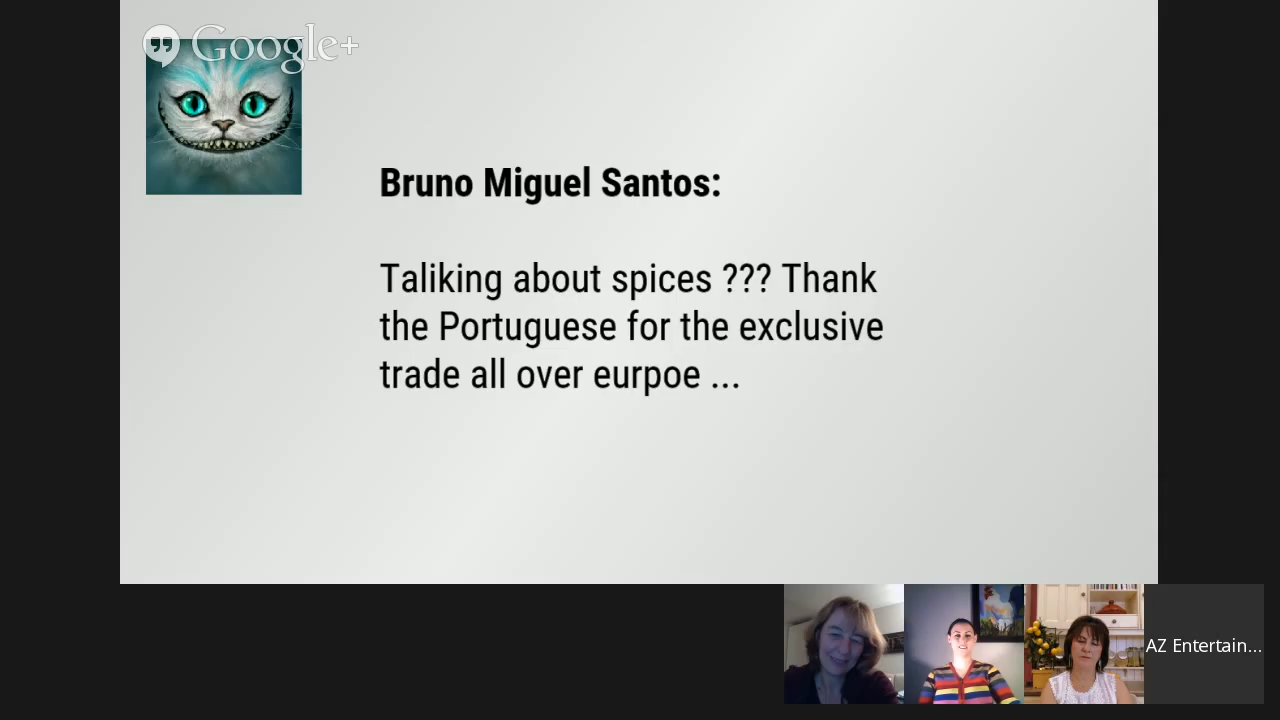 Google+
Bruno Miguel Santos:
Taliking about spices ??? Thank
the Portuguese for the exclusive
trade all over eurpoe ...
AZ Entertain...